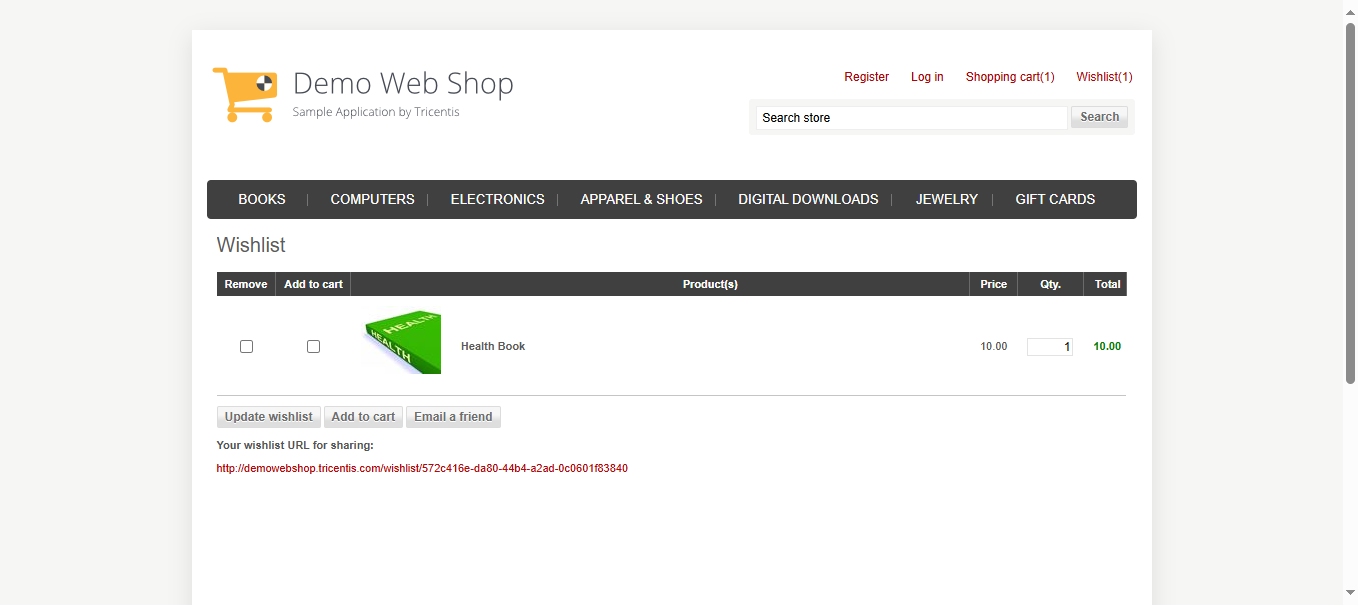 Demo Web Shop
Sample Application by Tricentis
Register Log in Shopping cart(1) Wishlist(1)
Search store Search
BOOKS COMPUTERS ELECTRONICS APPAREL & SHOES DIGITAL DOWNLOADS JEWELRY GIFT CARDS
Wishlist
Remove Add to cart Product(s) Price Qty. Total
HEALTH
HEALTH
Health Book 10.00 1 10.00
Update wishlist Add to cart Email a friend
Your wishlist URL for sharing:
http://demowebshop.tricentis.com/wishlist/572c416e-da80-44b4-a2ad-0c0601f83840